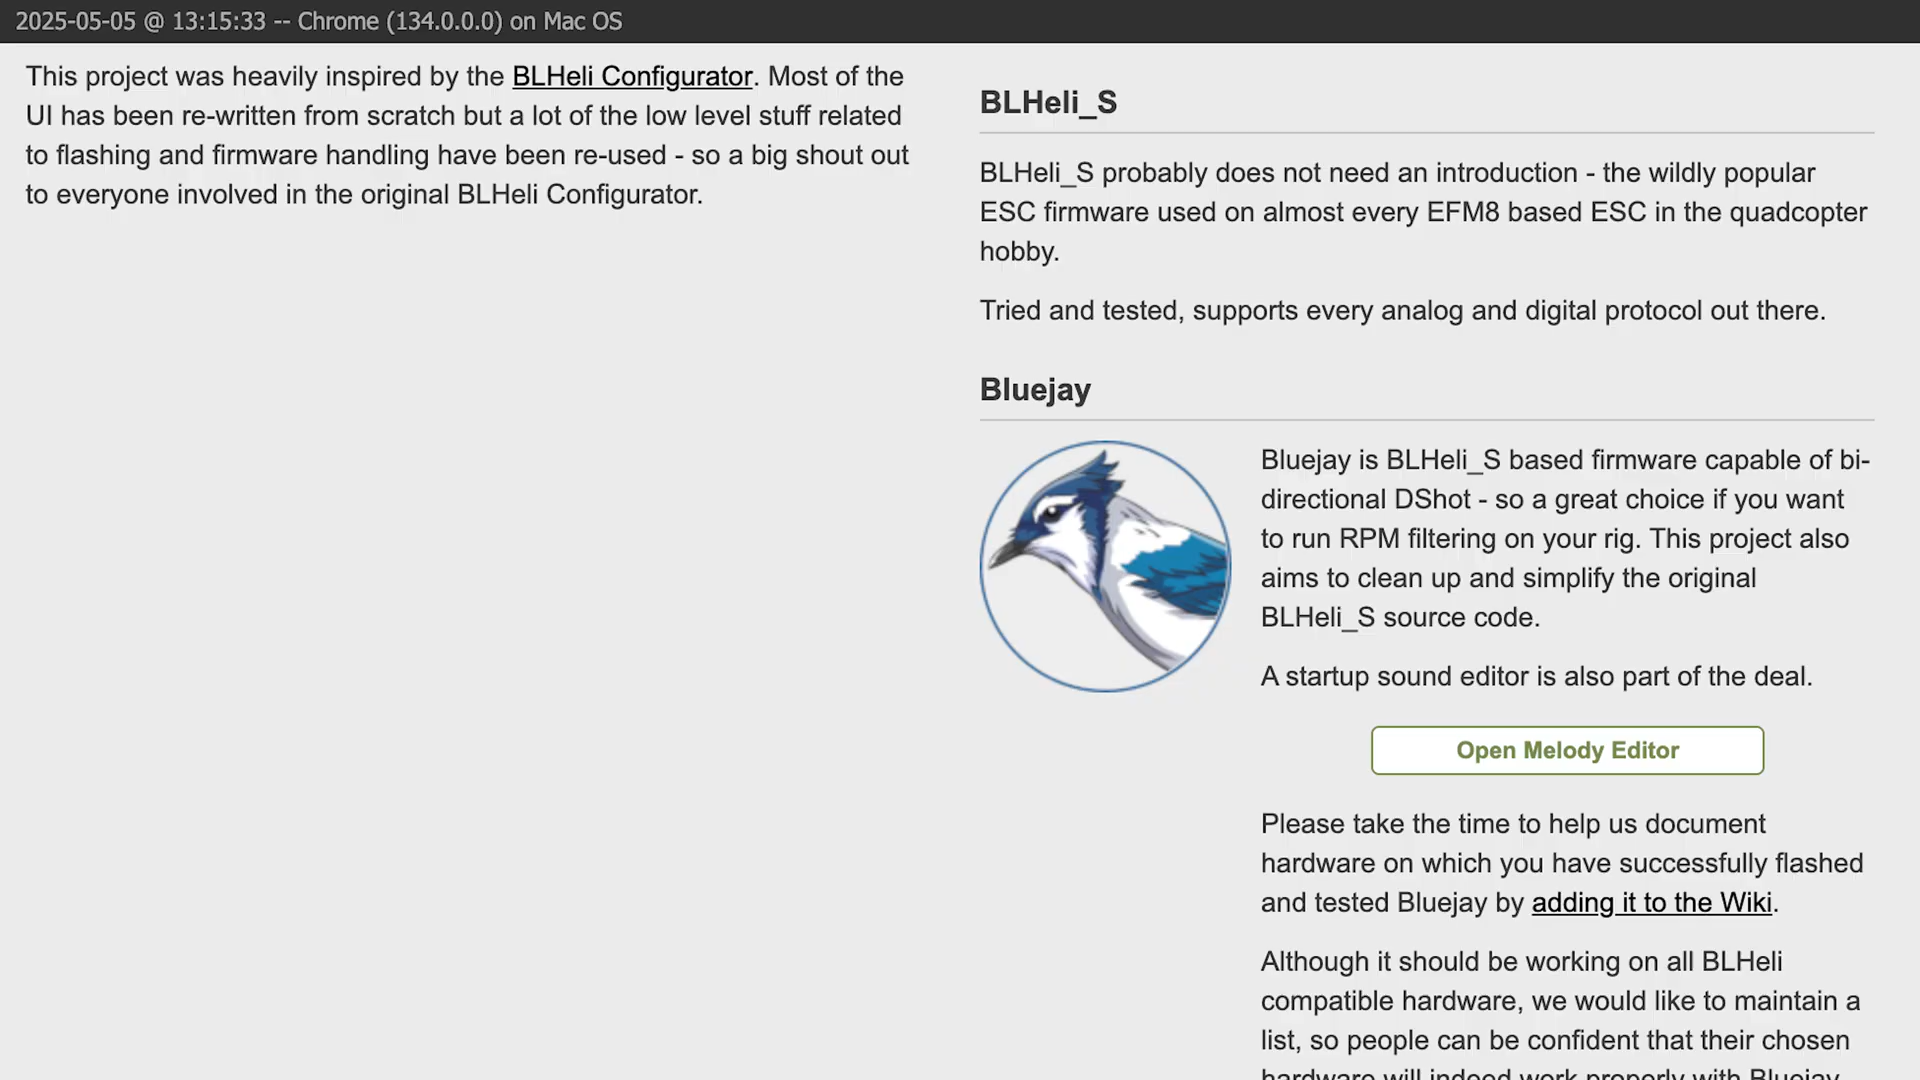 2025-05-05 @ 13:15:33 -- Chrome (134.0.0.0) on Mac OS
This project was heavily inspired by the BLHeli Configurator. Most of the
UI has been re-written from scratch but a lot of the low level stuff related
to flashing and firmware handling have been re-used - so a big shout out
to everyone involved in the original BLHeli Configurator.
BLHeli_S
BLHeli_S probably does not need an introduction - the wildly popular
ESC firmware used on almost every EFM8 based ESC in the quadcopter
hobby.
Tried and tested, supports every analog and digital protocol out there.
Bluejay
Bluejay is BLHeli_S based firmware capable of bi-
directional DShot - so a great choice if you want
to run RPM filtering on your rig. This project also
aims to clean up and simplify the original
BLHeli_S source code.
A startup sound editor is also part of the deal.
Open Melody Editor
Please take the time to help us document
hardware on which you have successfully flashed
and tested Bluejay by adding it to the Wiki.
Although it should be working on all BLHeli
compatible hardware, we would like to maintain a
list, so people can be confident that their chosen
hardware will indeed work properly with Bluejay.